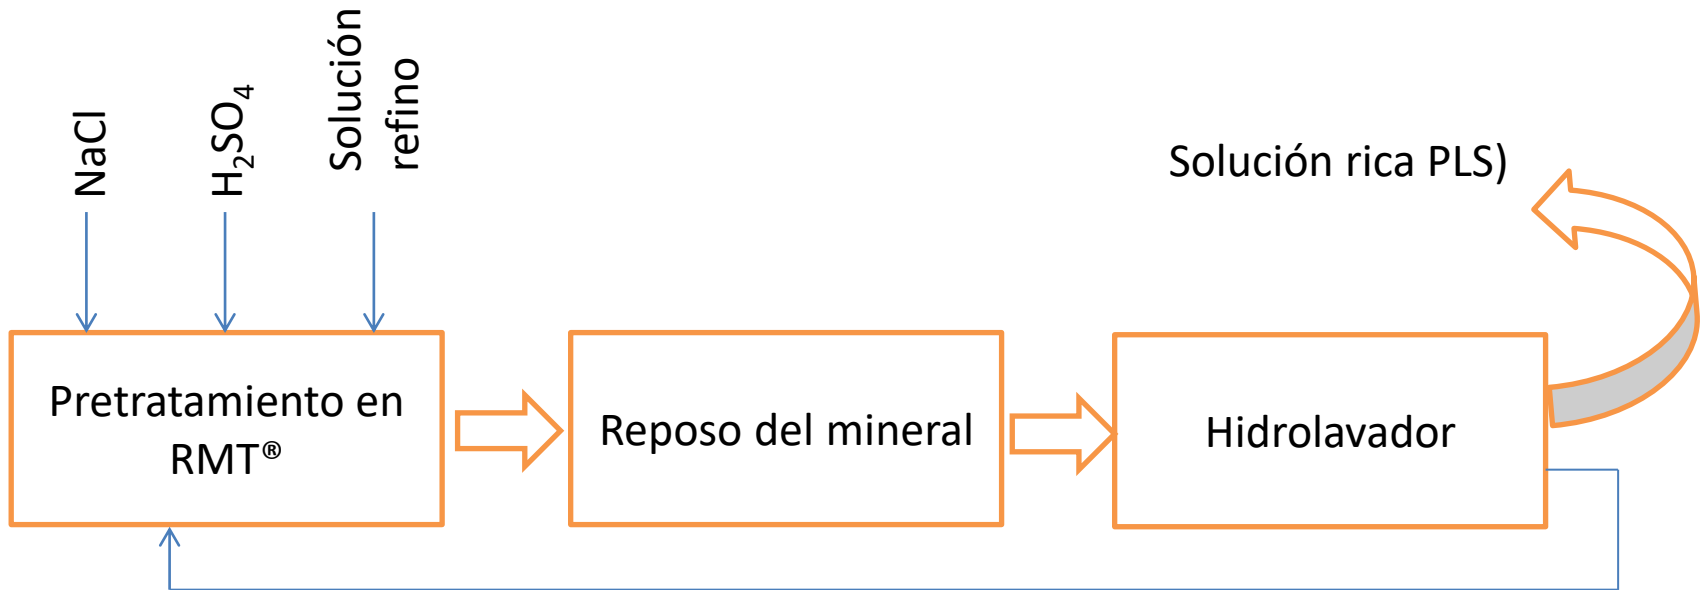 NaCl
H₂SO₄
Solución
refino
Solución rica PLS)
Pretratamiento en
RMT®
Reposo del mineral
Hidrolavador